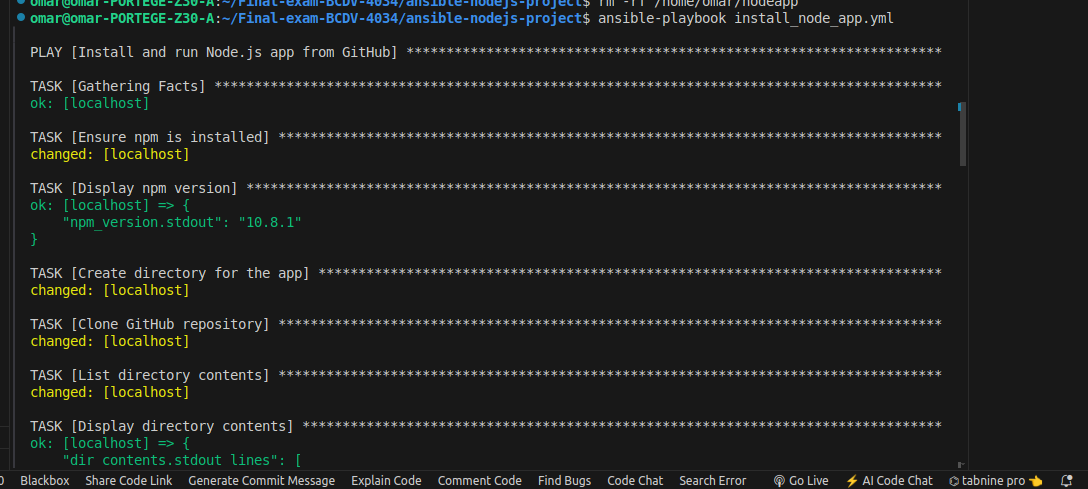 omar@omar-PORTEGE-Z30-A:~/Final-exam-BCDV-4034/ansible-nodejs-project$ rm -rf /home/omar/nodeapp
omar@omar-PORTEGE-Z30-A:~/Final-exam-BCDV-4034/ansible-nodejs-project$ ansible-playbook install_node_app.yml
PLAY [Install and run Node.js app from GitHub] *******************************************************************
TASK [Gathering Facts] *******************************************************************************************
ok: [localhost]
TASK [Ensure npm is installed] ***********************************************************************************
changed: [localhost]
TASK [Display npm version] ***************************************************************************************
ok: [localhost] => {
    "npm_version.stdout": "10.8.1"
}
TASK [Create directory for the app] ******************************************************************************
changed: [localhost]
TASK [Clone GitHub repository] ***********************************************************************************
changed: [localhost]
TASK [List directory contents] ***********************************************************************************
changed: [localhost]
TASK [Display directory contents] ********************************************************************************
ok: [localhost] => {
    "dir_contents.stdout_lines": [
Blackbox Share Code Link Generate Commit Message Explain Code Comment Code Find Bugs Code Chat Search Error Go Live AI Code Chat tabnine pro